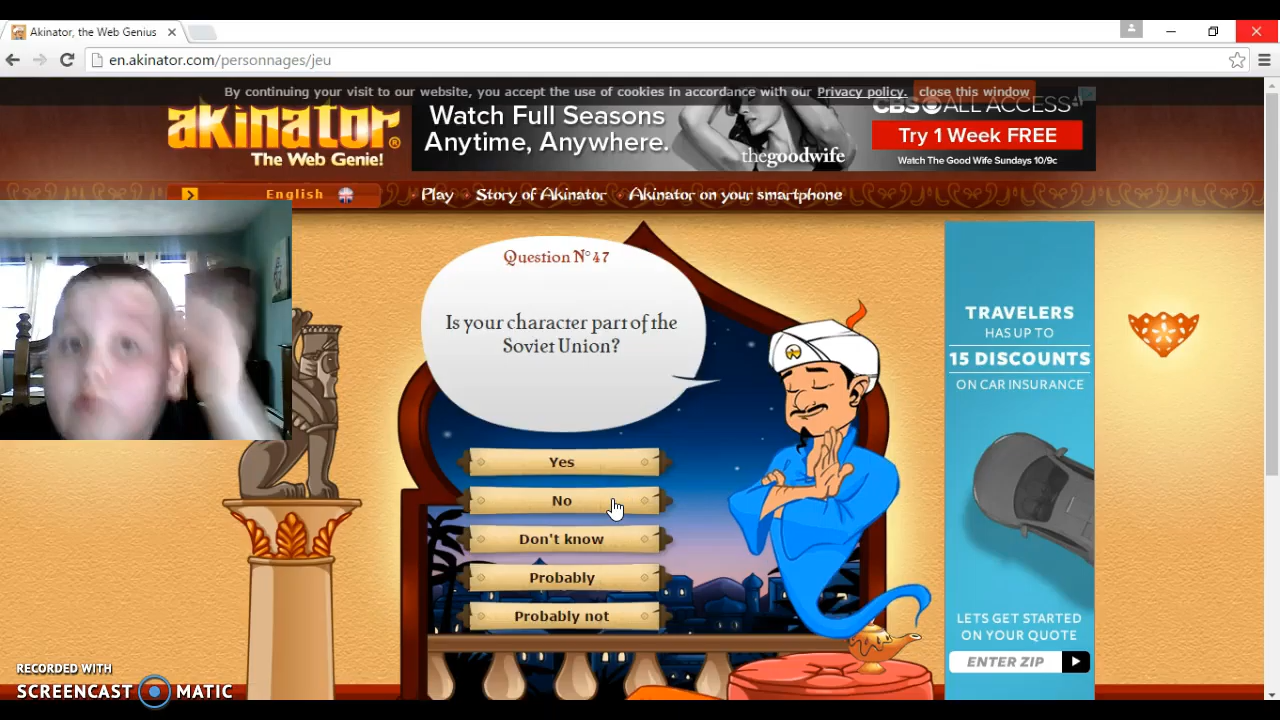 Akinator, the Web Genius
en.akinator.com/personnages/jeu
By continuing your visit to our website, you accept the use of cookies in accordance with our Privacy policy. close this window
akinator®
The Web Genie!
Watch Full Seasons
Anytime, Anywhere.
thegoodwife
CBS ALL ACCESS
Try 1 Week FREE
Watch The Good Wife Sundays 10/9c
English
Play
Story of Akinator
Akinator on your smartphone
Question N°47
Is your character part of the
Soviet Union?
Yes
No
Don't know
Probably
Probably not
TRAVELERS
HAS UP TO
15 DISCOUNTS
ON CAR INSURANCE
LETS GET STARTED
ON YOUR QUOTE
ENTER ZIP
RECORDED WITH
SCREENCAST MATIC